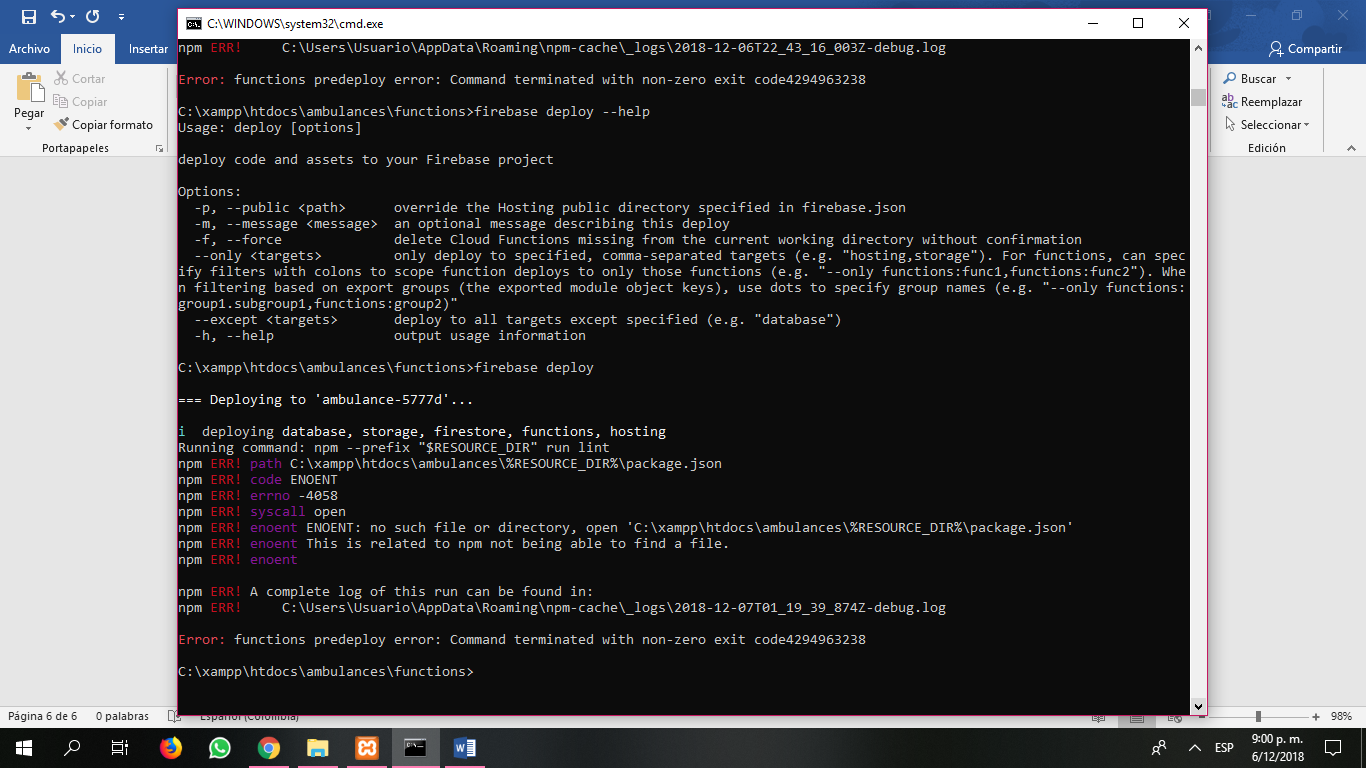 C:\WINDOWS\system32\cmd.exe
Archivo
Inicio
Insertar
Compartir
Pegar
Cortar
Copiar
Copiar formato
Portapapeles
Buscar
Reemplazar
Seleccionar
Edición
npm ERR!     C:\Users\Usuario\AppData\Roaming\npm-cache\_logs\2018-12-06T22_43_16_003Z-debug.log
Error: functions predeploy error: Command terminated with non-zero exit code4294963238
C:\xampp\htdocs\ambulances\functions>firebase deploy --help
Usage: deploy [options]
deploy code and assets to your Firebase project
Options:
  -p, --public <path>      override the Hosting public directory specified in firebase.json
  -m, --message <message>  an optional message describing this deploy
  -f, --force              delete Cloud Functions missing from the current working directory without confirmation
  --only <targets>         only deploy to specified, comma-separated targets (e.g. "hosting,storage"). For functions, can spec
ify filters with colons to scope function deploys to only those functions (e.g. "--only functions:func1,functions:func2"). Whe
n filtering based on export groups (the exported module object keys), use dots to specify group names (e.g. "--only functions:
group1.subgroup1,functions:group2)"
  --except <targets>       deploy to all targets except specified (e.g. "database")
  -h, --help               output usage information
C:\xampp\htdocs\ambulances\functions>firebase deploy
=== Deploying to 'ambulance-5777d'...
i  deploying database, storage, firestore, functions, hosting
Running command: npm --prefix "$RESOURCE_DIR" run lint
npm ERR! path C:\xampp\htdocs\ambulances\%RESOURCE_DIR%\package.json
npm ERR! code ENOENT
npm ERR! errno -4058
npm ERR! syscall open
npm ERR! enoent ENOENT: no such file or directory, open 'C:\xampp\htdocs\ambulances\%RESOURCE_DIR%\package.json'
npm ERR! enoent This is related to npm not being able to find a file.
npm ERR! enoent
npm ERR! A complete log of this run can be found in:
npm ERR!     C:\Users\Usuario\AppData\Roaming\npm-cache\_logs\2018-12-07T01_19_39_874Z-debug.log
Error: functions predeploy error: Command terminated with non-zero exit code4294963238
C:\xampp\htdocs\ambulances\functions>
Página 6 de 6
0 palabras
Español (Colombia)
98%
ESP
9:00 p. m.
6/12/2018